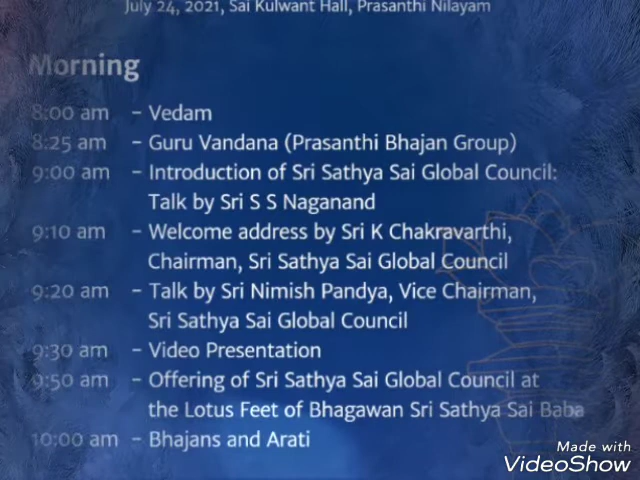 July 24, 2021, Sai Kulwant Hall, Prasanthi Nilayam
Morning
8:00 am – Vedam
8:25 am – Guru Vandana (Prasanthi Bhajan Group)
9:00 am – Introduction of Sri Sathya Sai Global Council:
Talk by Sri S S Naganand
9:10 am – Welcome address by Sri K Chakravarthi,
Chairman, Sri Sathya Sai Global Council
9:20 am – Talk by Sri Nimish Pandya, Vice Chairman,
Sri Sathya Sai Global Council
9:30 am – Video Presentation
9:50 am – Offering of Sri Sathya Sai Global Council at
the Lotus Feet of Bhagawan Sri Sathya Sai Baba
10:00 am – Bhajans and Arati
Made with
VideoShow